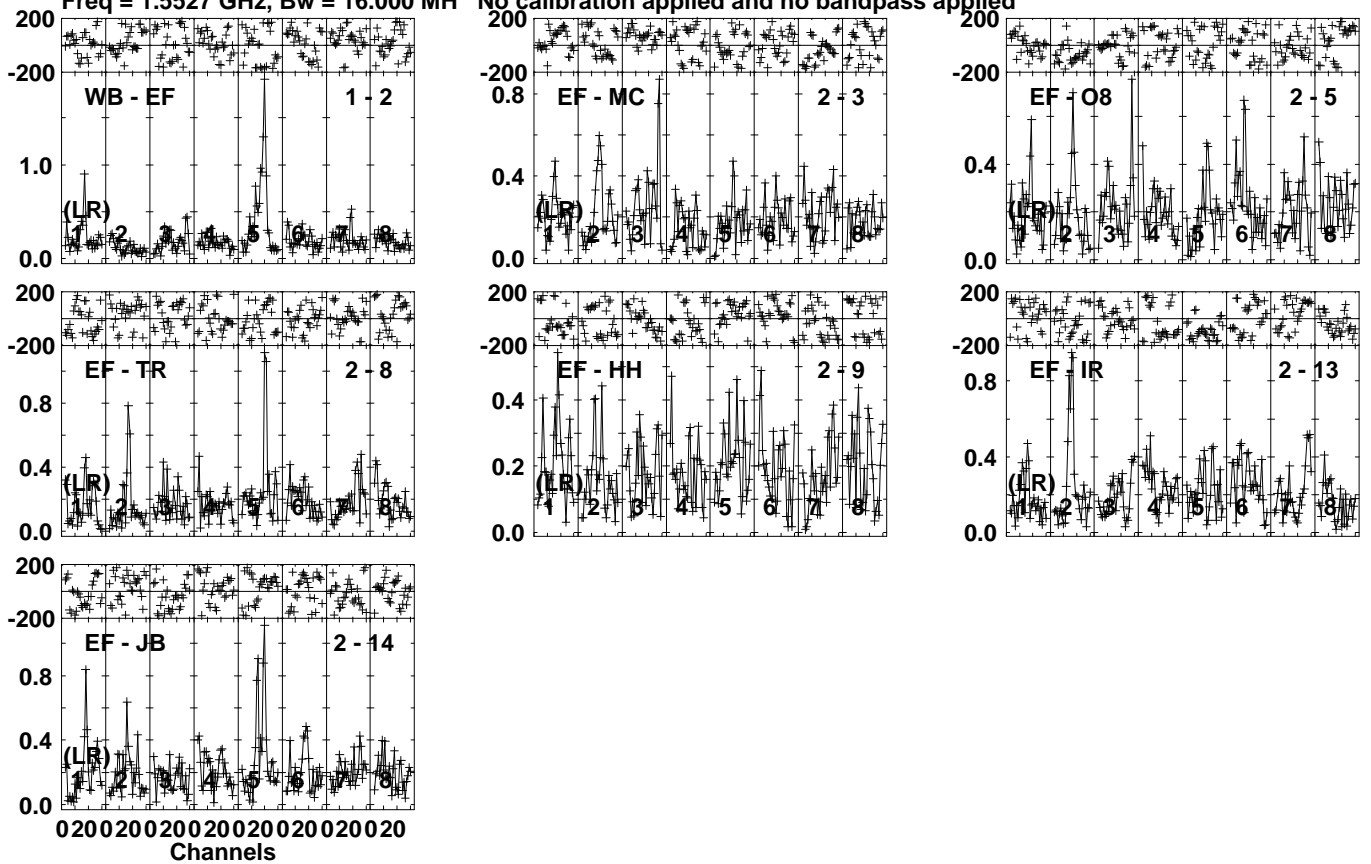 Freq = 1.5527 GHz, Bw = 16.000 MH No calibration applied and no bandpass applied
200
-200
WB - EF 1 - 2
1.0
0.0
(LR)
1 2 3 4 5 6 7 8
200
-200
EF - MC 2 - 3
0.8
0.4
0.0
(LR)
1 2 3 4 5 6 7 8
200
-200
EF - O8 2 - 5
0.4
0.0
(LR)
1 2 3 4 5 6 7 8
200
-200
EF - TR 2 - 8
0.8
0.4
0.0
(LR)
1 2 3 4 5 6 7 8
200
-200
EF - HH 2 - 9
0.4
0.2
0.0
(LR)
1 2 3 4 5 6 7 8
200
-200
EF - IR 2 - 13
0.8
0.4
0.0
(LR)
1 2 3 4 5 6 7 8
200
-200
EF - JB 2 - 14
0.8
0.4
0.0
(LR)
1 2 3 4 5 6 7 8
0 20 0 20 0 20 0 20 0 20 0 20 0 20 0 20
Channels